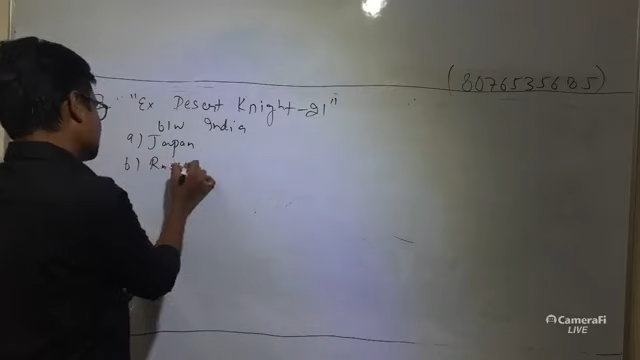 (8076535685)
"Ex Desert Knight-21"
b/w India
a) Japan
b)
CameraFi
LIVE